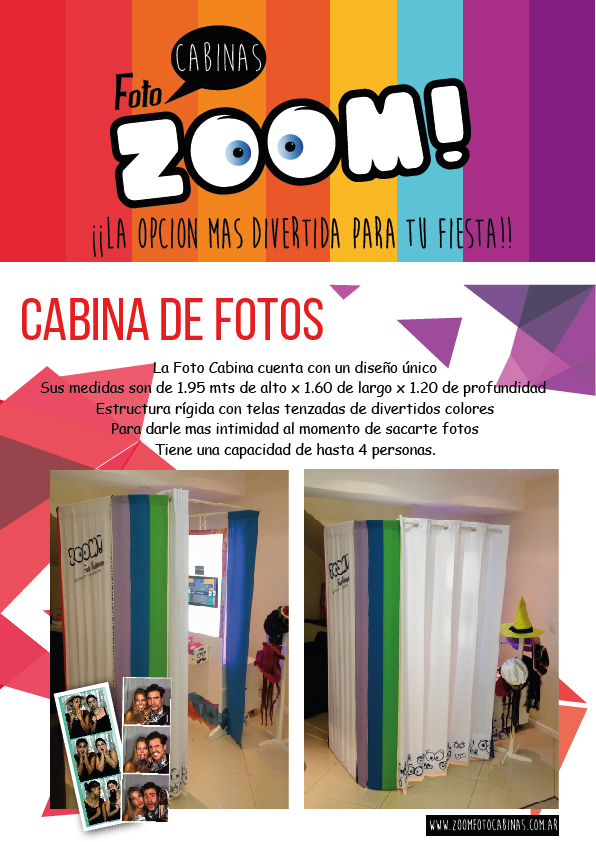 CABINAS
Foto
ZOOM!
¡¡LA OPCION MAS DIVERTIDA PARA TU FIESTA!!
CABINA DE FOTOS
La Foto Cabina cuenta con un diseño único
Sus medidas son de 1.95 mts de alto x 1.60 de largo x 1.20 de profundidad
Estructura rígida con telas tenzadas de divertidos colores
Para darle mas intimidad al momento de sacarte fotos
Tiene una capacidad de hasta 4 personas.
ZOOM!
ZOOM!
WWW.ZOOMFOTOCABINAS.COM.AR